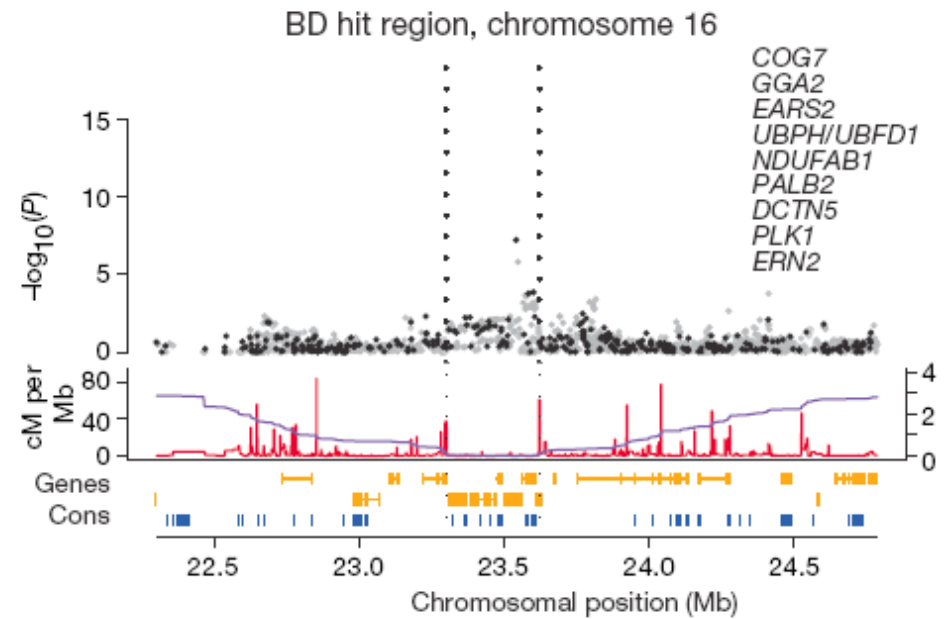 BD hit region, chromosome 16
COG7
GGA2
EARS2
UBPH/UBFD1
NDUFAB1
PALB2
DCTN5
PLK1
ERN2
–log10(P)
15
10
5
0
cM per
Mb
80
40
0
4
2
0
Genes
Cons
22.5 23.0 23.5 24.0 24.5
Chromosomal position (Mb)